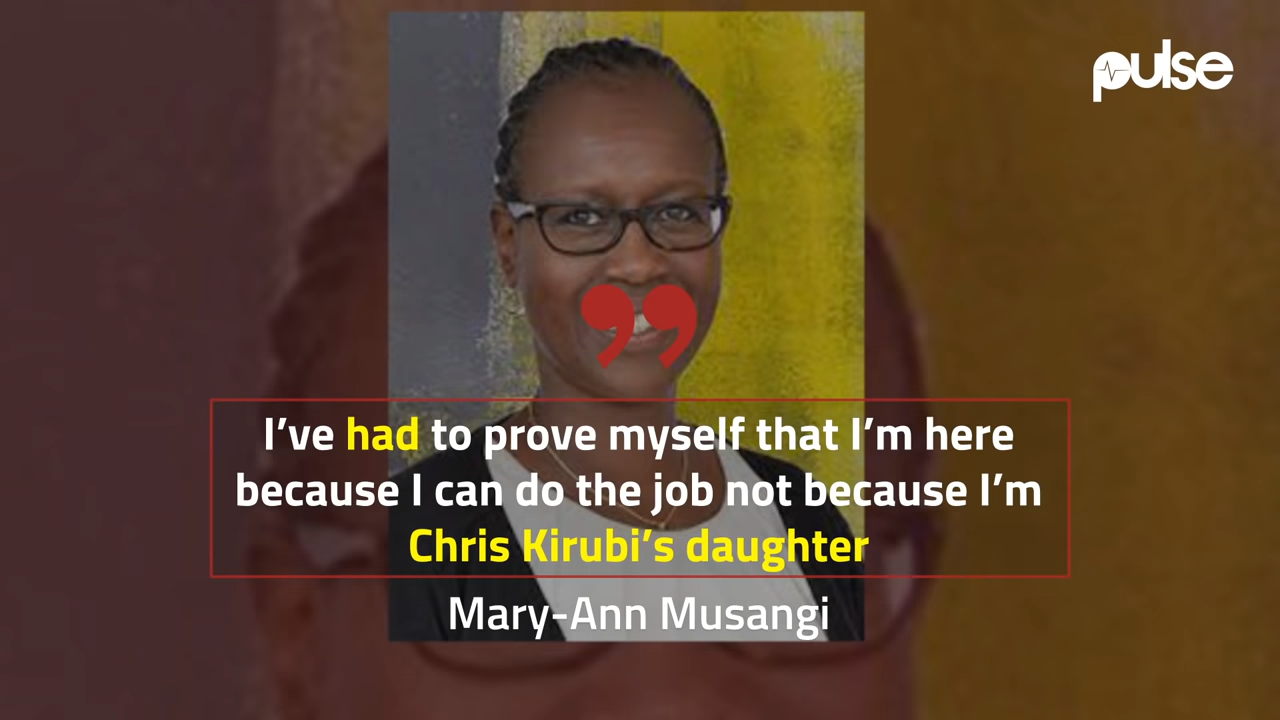 pulse
”
I’ve had to prove myself that I’m here
because I can do the job not because I’m
Chris Kirubi’s daughter
Mary-Ann Musangi